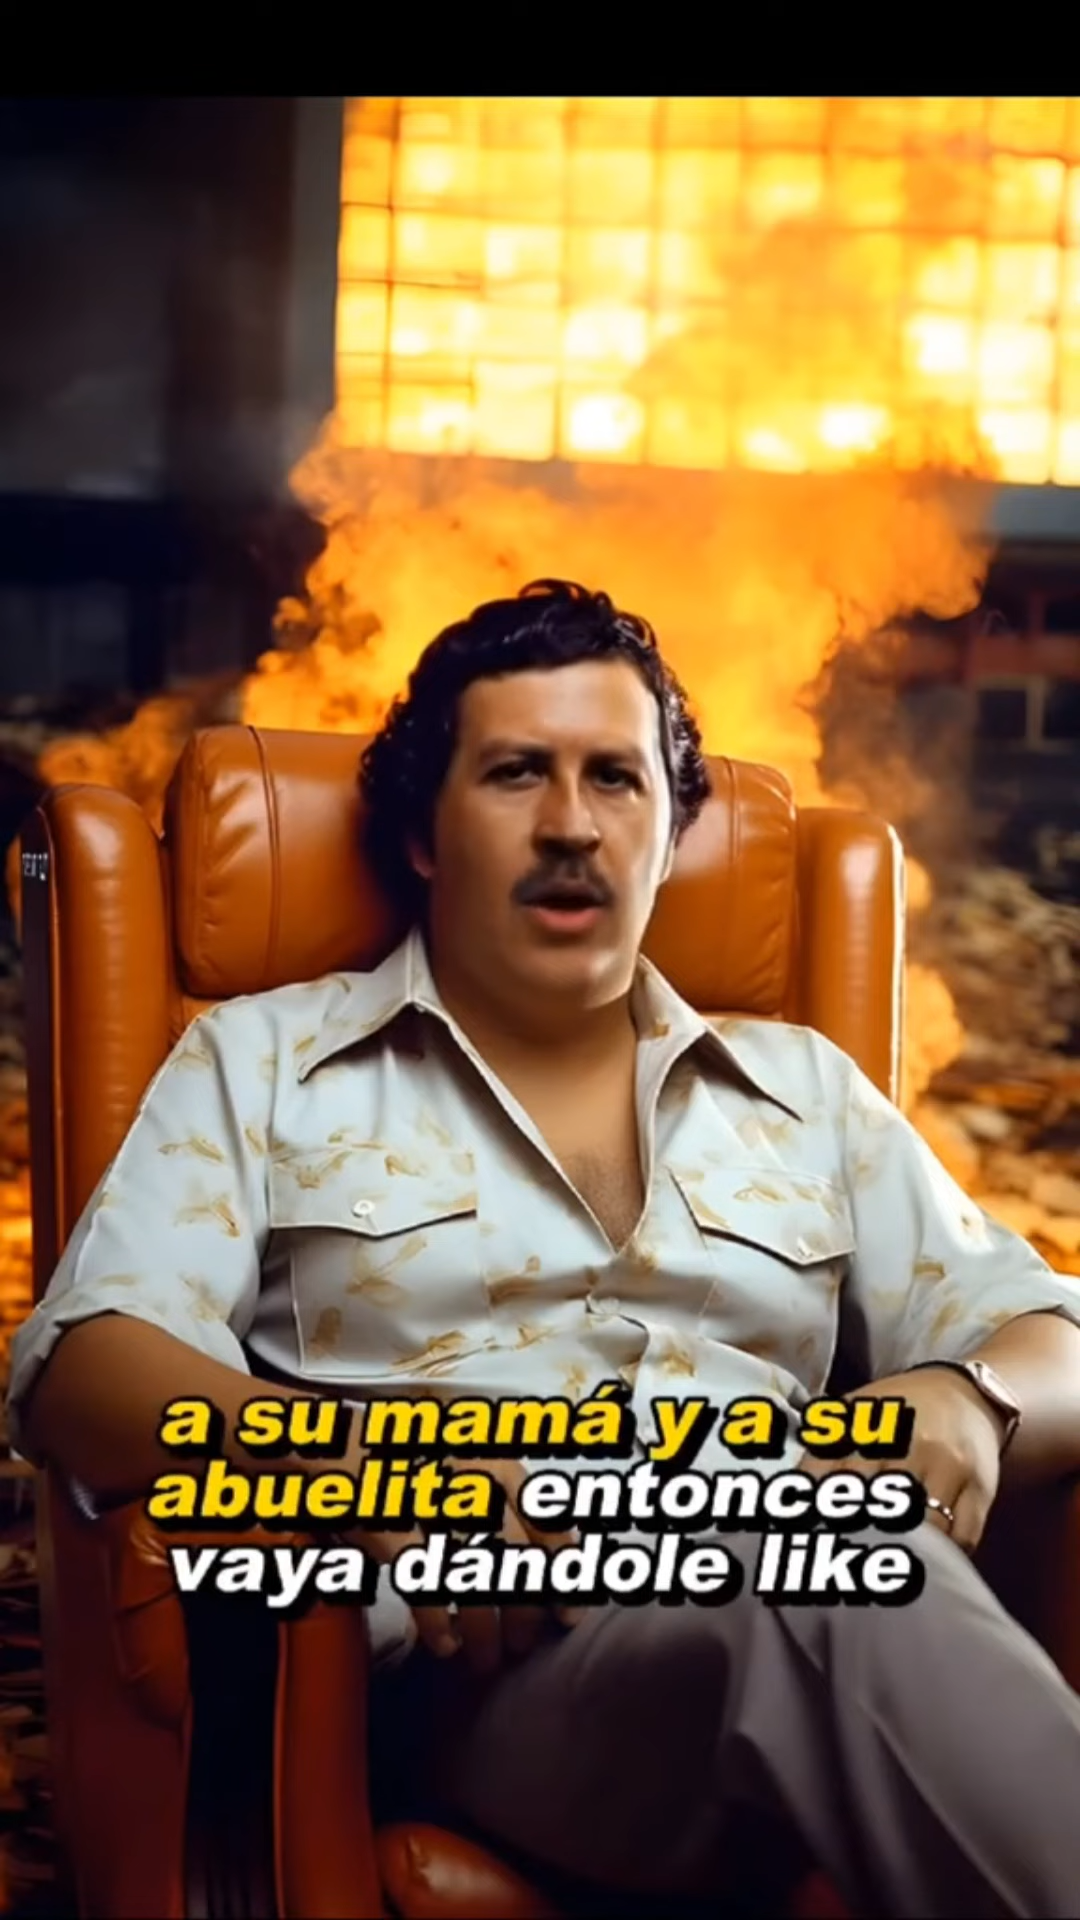 a su mamá y a su
abuelita entonces
vaya dándole like